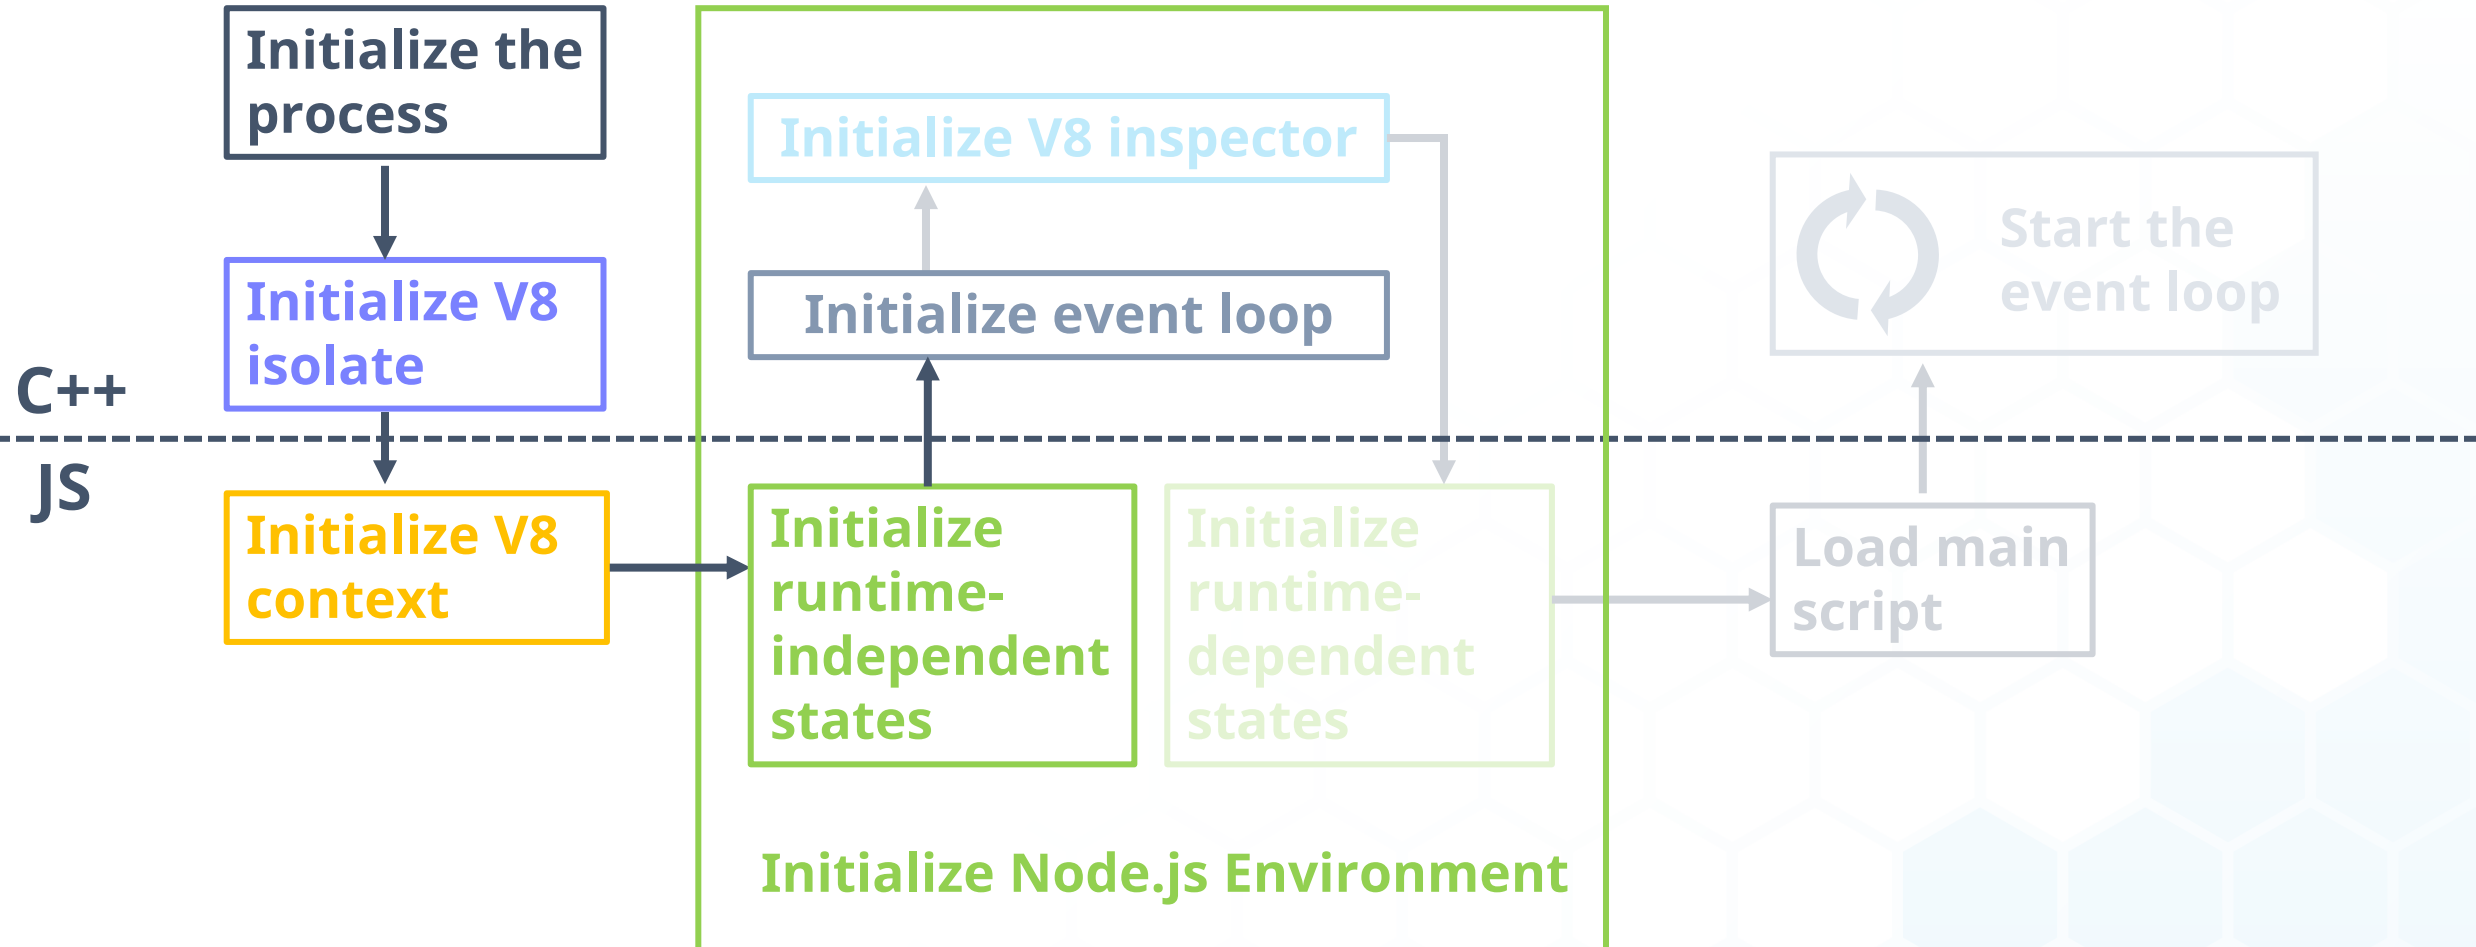 Initialize the
process
Initialize V8
isolate
C++
JS
Initialize V8
context
Initialize V8 inspector
Initialize event loop
Initialize
runtime-
independent
states
Initialize
runtime-
dependent
states
Initialize Node.js Environment
Start the
event loop
Load main
script